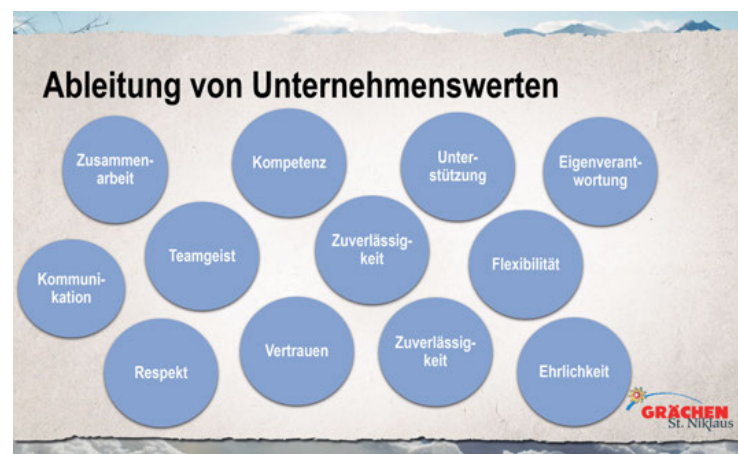 Ableitung von Unternehmenswerten
Zusammen-
arbeit
Kompetenz
Unter-
stützung
Eigenverant-
wortung
Kommuni-
kation
Teamgeist
Zuverlässig-
keit
Flexibilität
Respekt
Vertrauen
Zuverlässig-
keit
Ehrlichkeit
GRÄCHEN
St. Niklaus